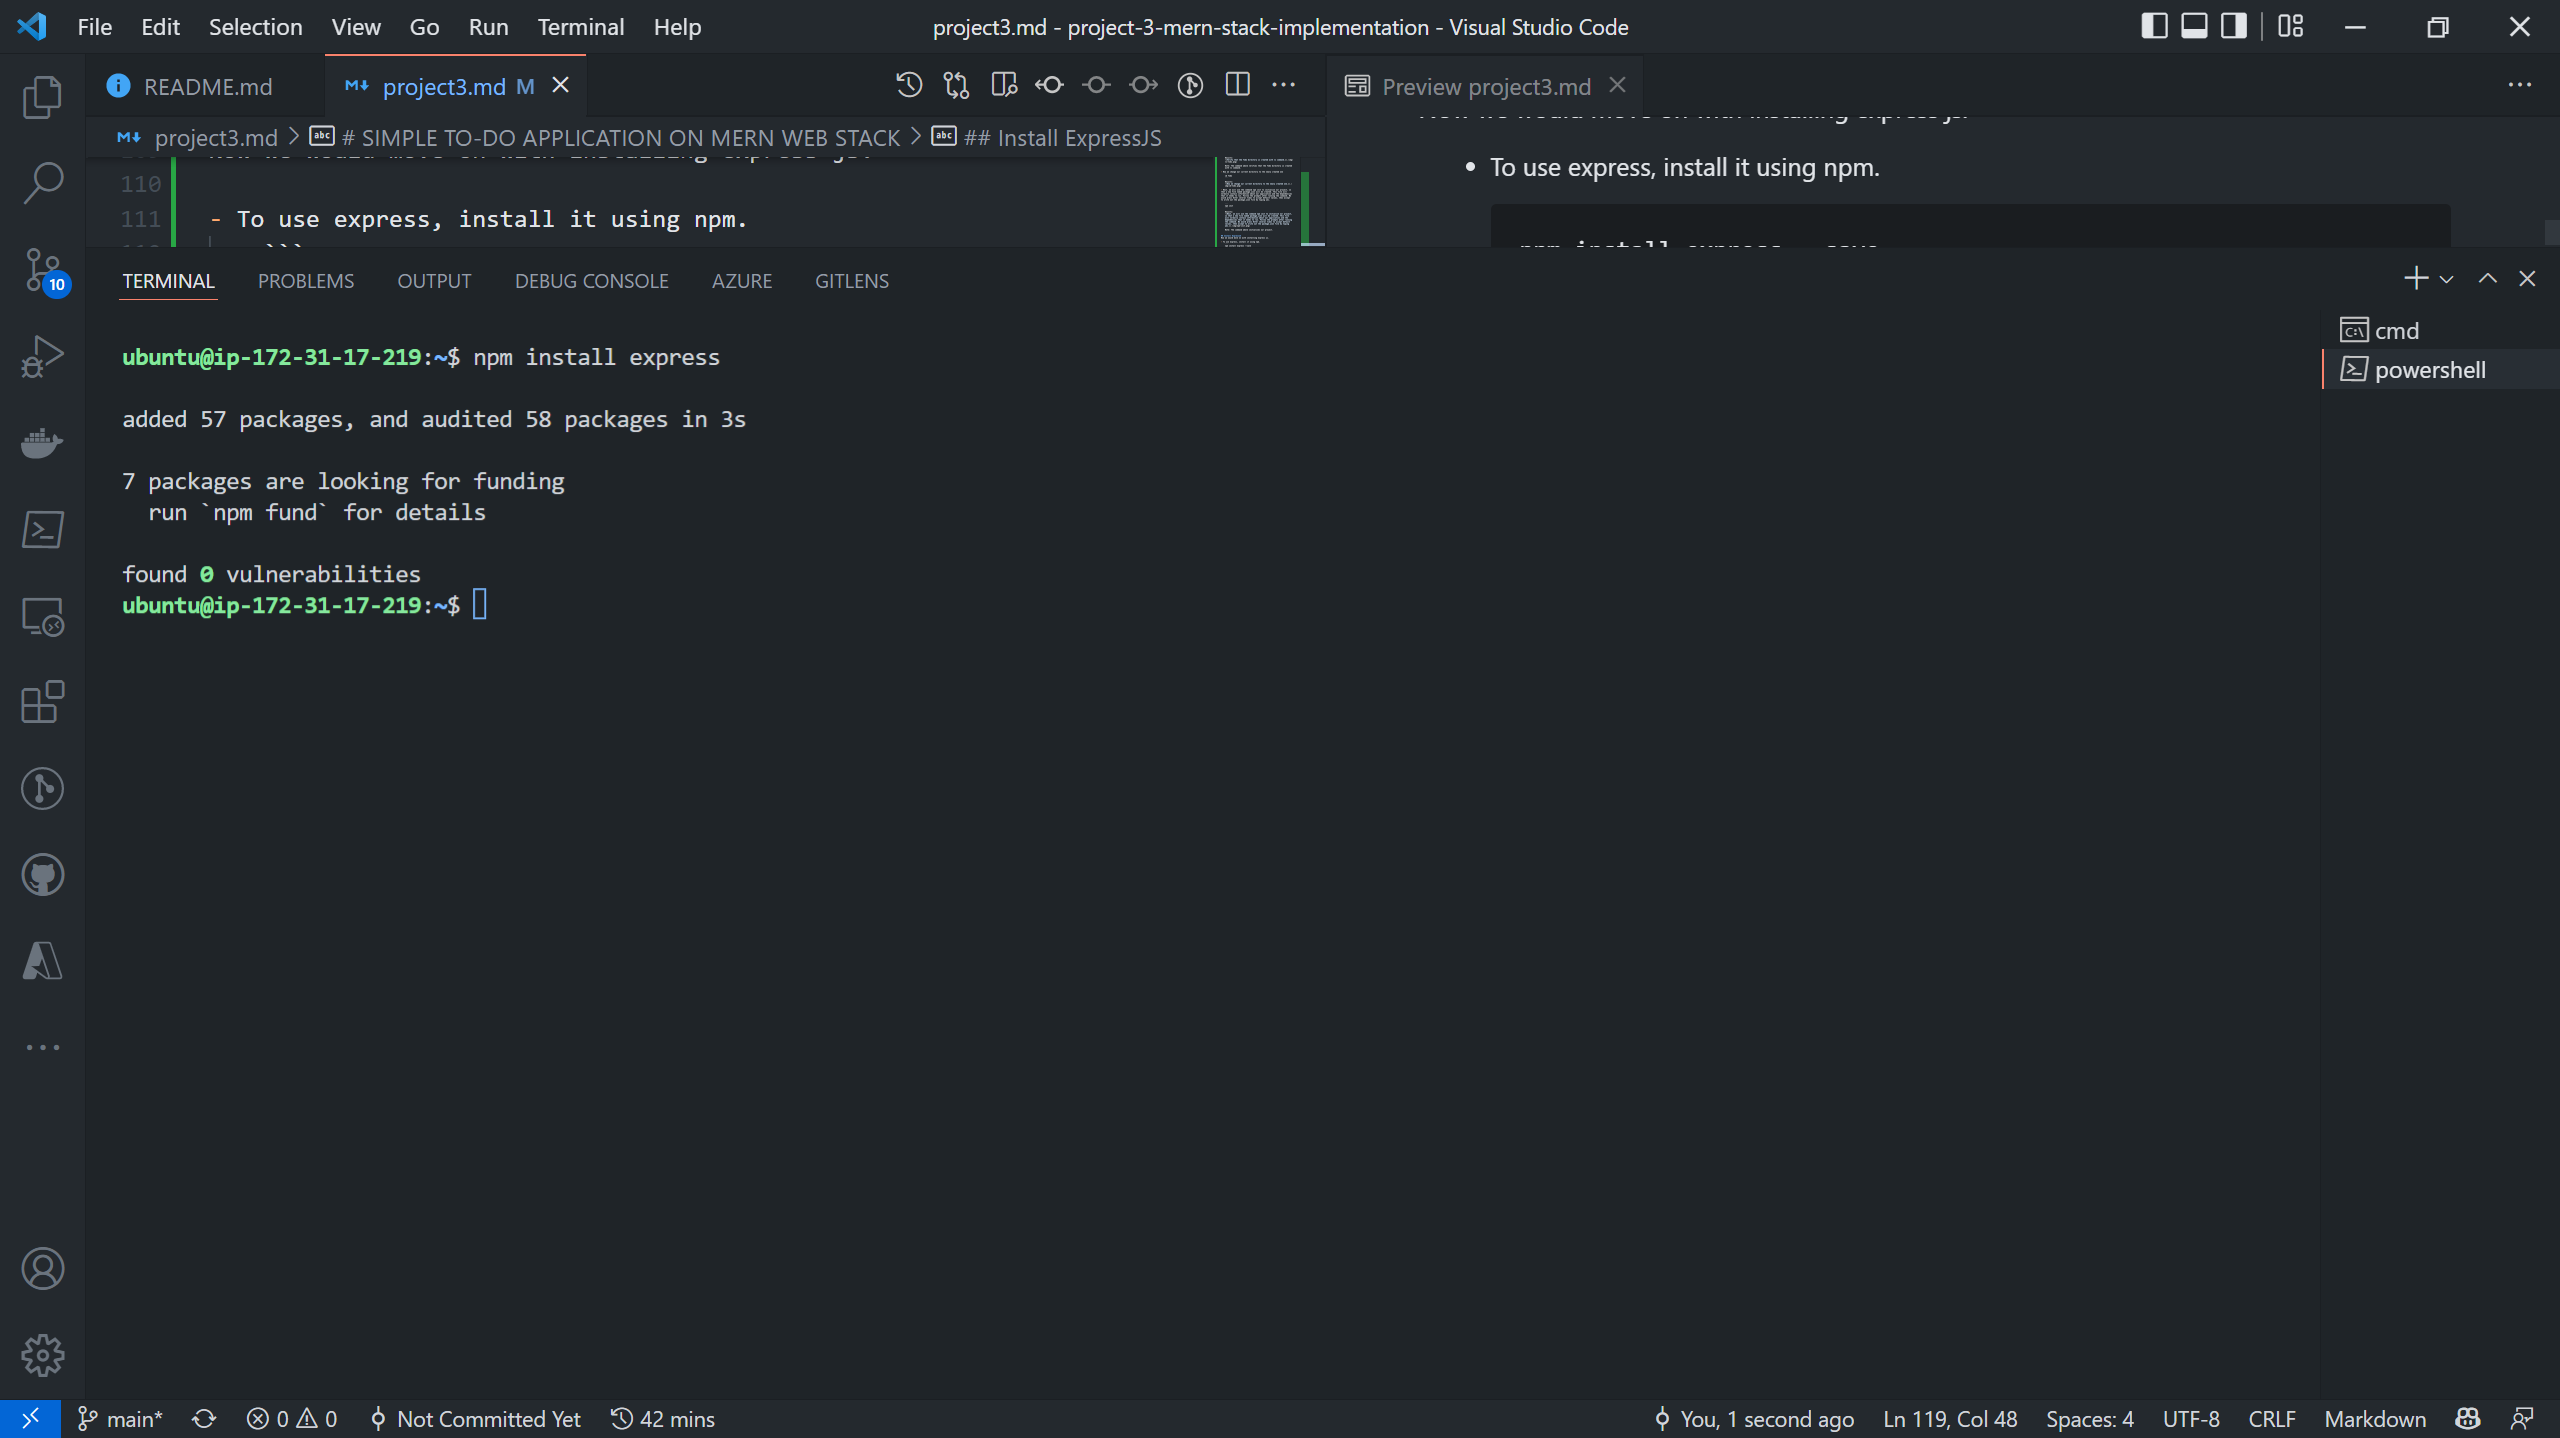 File Edit Selection View Go Run Terminal Help
project3.md - project-3-mern-stack-implementation - Visual Studio Code
README.md
project3.md M
Preview project3.md
project3.md > # SIMPLE TO-DO APPLICATION ON MERN WEB STACK > ## Install ExpressJS
110
111 - To use express, install it using npm.
```
• To use express, install it using npm.
TERMINAL PROBLEMS OUTPUT DEBUG CONSOLE AZURE GITLENS
cmd
powershell
10
ubuntu@ip-172-31-17-219:~$ npm install express
added 57 packages, and audited 58 packages in 3s
7 packages are looking for funding
run `npm fund` for details
found 0 vulnerabilities
ubuntu@ip-172-31-17-219:~$
main* 0 0 Not Committed Yet 42 mins
You, 1 second ago Ln 119, Col 48 Spaces: 4 UTF-8 CRLF Markdown